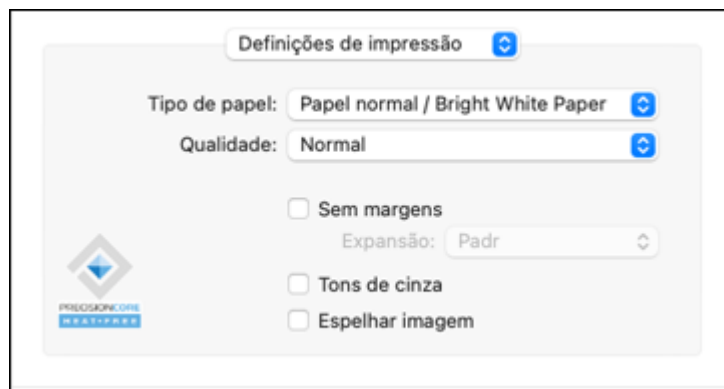 Definições de impressão
Tipo de papel: Papel normal / Bright White Paper
Qualidade: Normal
Sem margens
Expansão: Padr
Tons de cinza
PRECISIONCORE
HEAT-FREE
Espelhar imagem